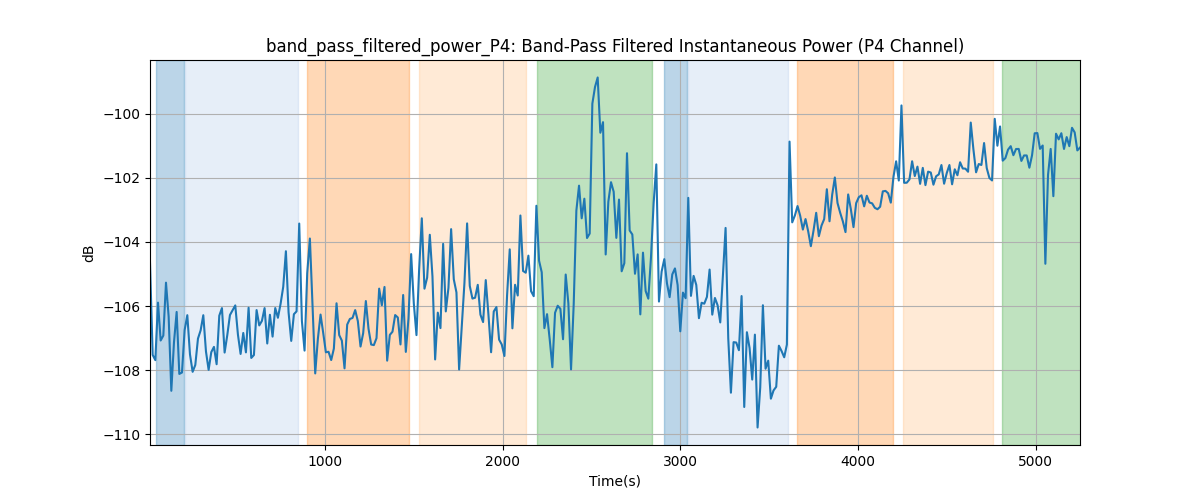 band_pass_filtered_power_P4: Band-Pass Filtered Instantaneous Power (P4 Channel)
−100
−102
−104
−106
−108
−110
dB
1000 2000 3000 4000 5000
Time(s)